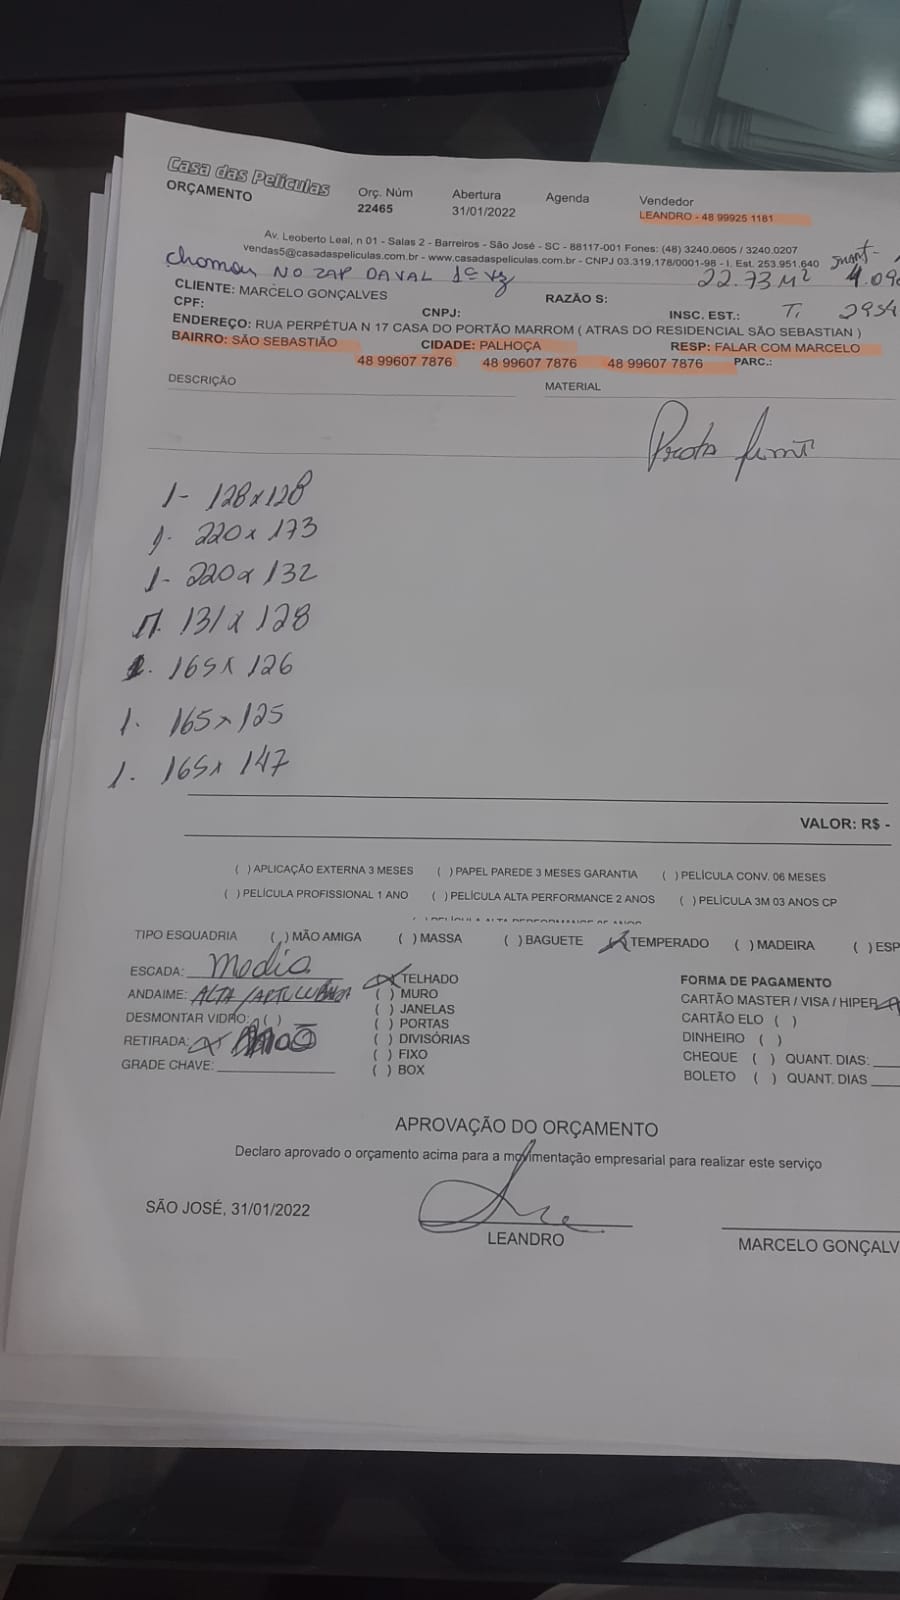 Casa das Películas
ORÇAMENTO
Orç. Núm
22465
Abertura
31/01/2022
Agenda
Vendedor
LEANDRO - 48 99925 1181
Av. Leoberto Leal, n 01 - Salas 2 - Barreiros - São José - SC - 88117-001 Fones: (48) 3240.0605 / 3240.0207
vendas5@casadaspeliculas.com.br - www.casadaspeliculas.com.br - CNPJ 03.319.178/0001-98 - I. Est. 253.951.640
chamou NO ZAP DAVAL 1ª vz
22.73 M²
CLIENTE: MARCELO GONÇALVES
RAZÃO S:
CPF:
CNPJ:
INSC. EST.:
ENDEREÇO: RUA PERPÉTUA N 17 CASA DO PORTÃO MARROM ( ATRAS DO RESIDENCIAL SÃO SEBASTIAN )
BAIRRO: SÃO SEBASTIÃO CIDADE: PALHOÇA RESP: FALAR COM MARCELO
48 99607 7876 48 99607 7876 48 99607 7876 PARC.:
DESCRIÇÃO MATERIAL
1- 128x128
1- 220x173
1- 220x132
131x128
165x126
1. 165x125
1. 165x147
VALOR: R$ -
( ) APLICAÇÃO EXTERNA 3 MESES ( ) PAPEL PAREDE 3 MESES GARANTIA ( ) PELÍCULA CONV. 06 MESES
( ) PELÍCULA PROFISSIONAL 1 ANO ( ) PELÍCULA ALTA PERFORMANCE 2 ANOS ( ) PELÍCULA 3M 03 ANOS CP
TIPO ESQUADRIA ( ) MÃO AMIGA ( ) MASSA ( ) BAGUETE (X) TEMPERADO ( ) MADEIRA ( ) ESP
ESCADA: Media
ANDAIME: ALTA /
DESMONTAR VIDRO: ( )
RETIRADA: X
GRADE CHAVE:
(X) TELHADO
( ) MURO
( ) JANELAS
( ) PORTAS
( ) DIVISÓRIAS
( ) FIXO
( ) BOX
FORMA DE PAGAMENTO
CARTÃO MASTER / VISA / HIPER
CARTÃO ELO ( )
DINHEIRO ( )
CHEQUE ( ) QUANT. DIAS:
BOLETO ( ) QUANT. DIAS
APROVAÇÃO DO ORÇAMENTO
Declaro aprovado o orçamento acima para a movimentação empresarial para realizar este serviço
SÃO JOSÉ, 31/01/2022
LEANDRO
MARCELO GONÇALV